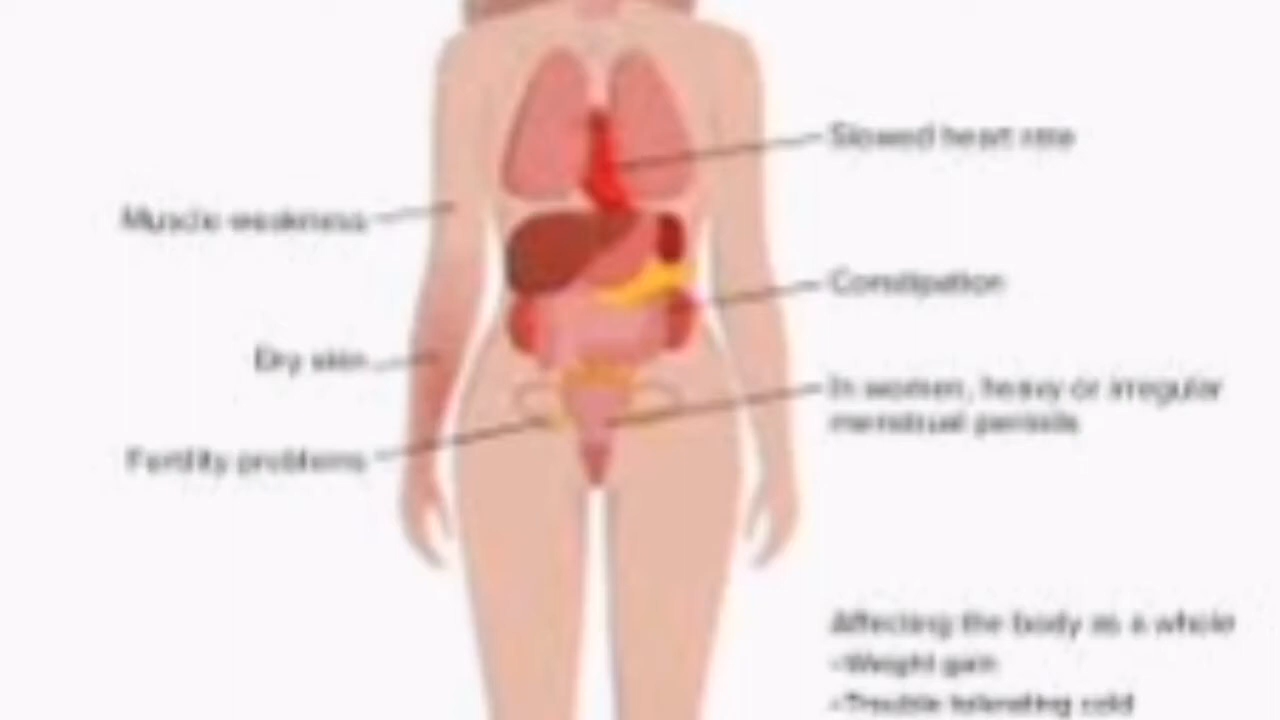 Slowed heart rate
Muscle weakness
Constipation
Dry skin
In women, heavy or irregular
menstrual periods
Fertility problems
Affecting the body as a whole
-Weight gain
-Trouble tolerating cold